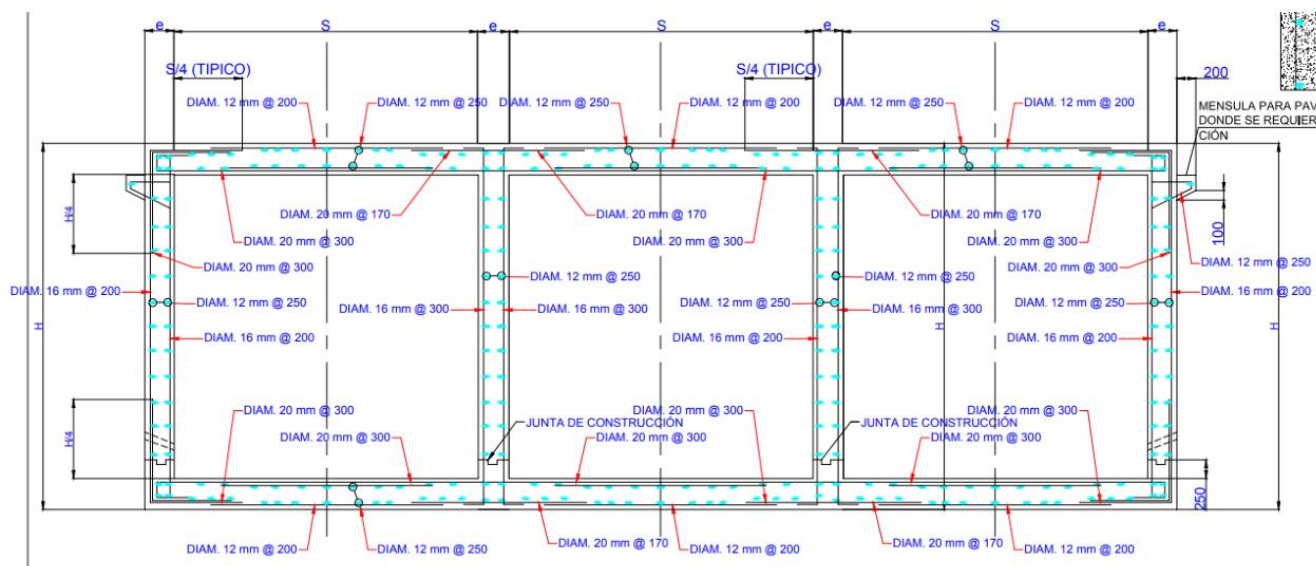 e S e S e S e
S/4 (TIPICO) S/4 (TIPICO) 200
DIAM. 12 mm @ 200 DIAM. 12 mm @ 250 DIAM. 12 mm @ 250 DIAM. 12 mm @ 200 DIAM. 12 mm @ 250 DIAM. 12 mm @ 200
MENSULA PARA PAV
DONDE SE REQUIER
CIÓN
H/4 DIAM. 20 mm @ 170 DIAM. 20 mm @ 170 DIAM. 20 mm @ 170 100
DIAM. 20 mm @ 300 DIAM. 20 mm @ 300 DIAM. 20 mm @ 300
DIAM. 20 mm @ 300 DIAM. 12 mm @ 250 DIAM. 12 mm @ 250 DIAM. 20 mm @ 300 DIAM. 12 mm @ 250
DIAM. 16 mm @ 200 DIAM. 12 mm @ 250 DIAM. 16 mm @ 300 DIAM. 16 mm @ 300 DIAM. 12 mm @ 250 DIAM. 16 mm @ 300 DIAM. 12 mm @ 250 DIAM. 16 mm @ 200
H H H
DIAM. 16 mm @ 200 DIAM. 16 mm @ 200 DIAM. 16 mm @ 200
H/4 DIAM. 20 mm @ 300 DIAM. 20 mm @ 300 DIAM. 20 mm @ 300
JUNTA DE CONSTRUCCIÓN JUNTA DE CONSTRUCCIÓN
DIAM. 20 mm @ 300 DIAM. 20 mm @ 300 DIAM. 20 mm @ 300
250
DIAM. 12 mm @ 200 DIAM. 12 mm @ 250 DIAM. 20 mm @ 170 DIAM. 12 mm @ 200 DIAM. 20 mm @ 170 DIAM. 12 mm @ 200